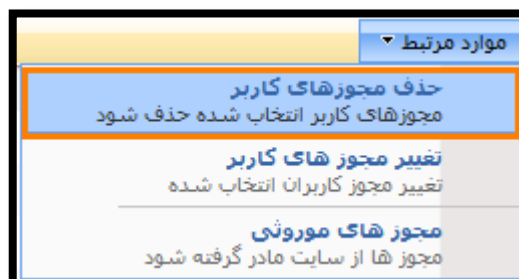 موارد مرتبط
حذف مجوزهای کاربر
مجوزهای کاربر انتخاب شده حذف شود
تغییر مجوز های کاربر
تغییر مجوز کاربران انتخاب شده
مجوز های موروثی
مجوز ها از سایت مادر گرفته شود